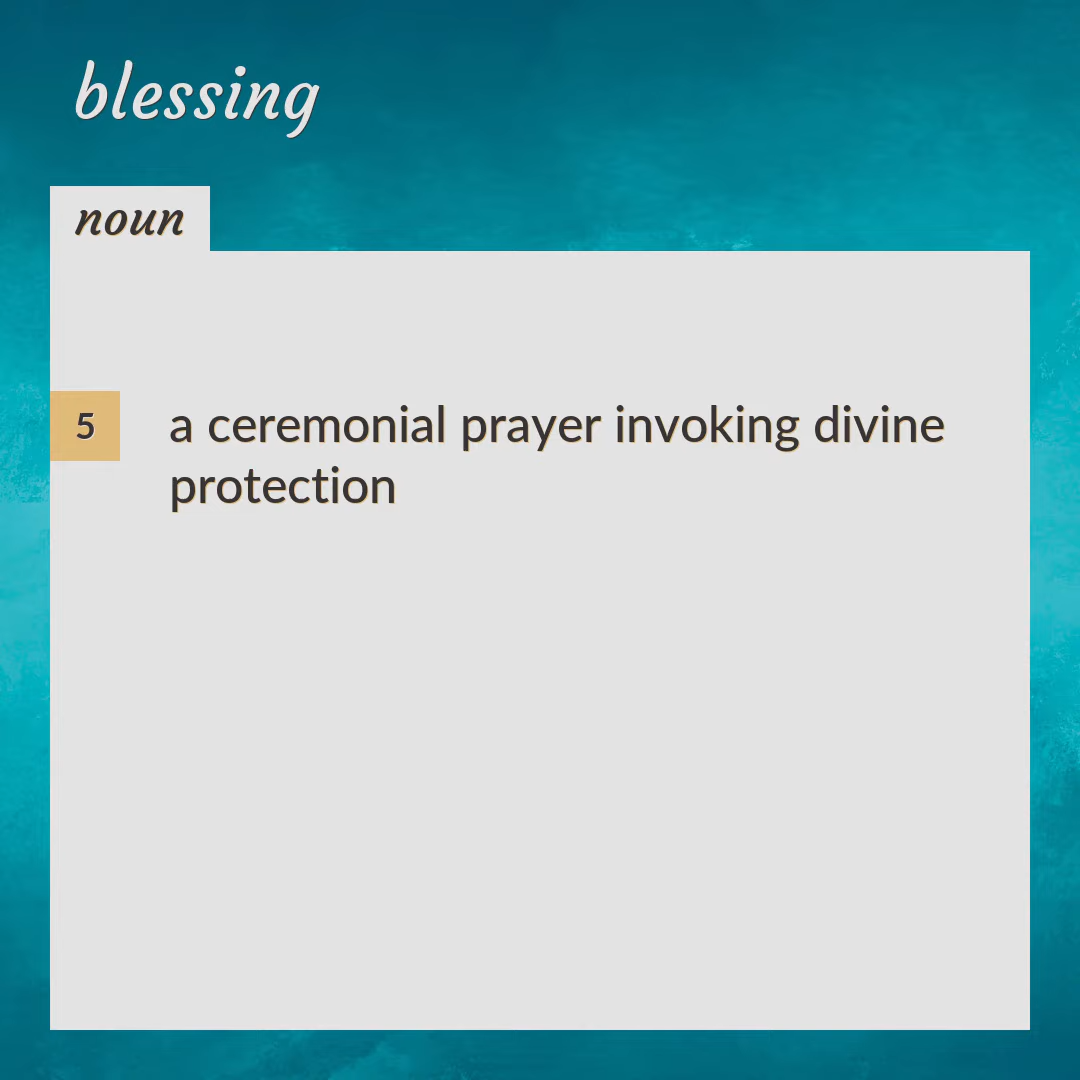 blessing
noun
5
a ceremonial prayer invoking divine
protection